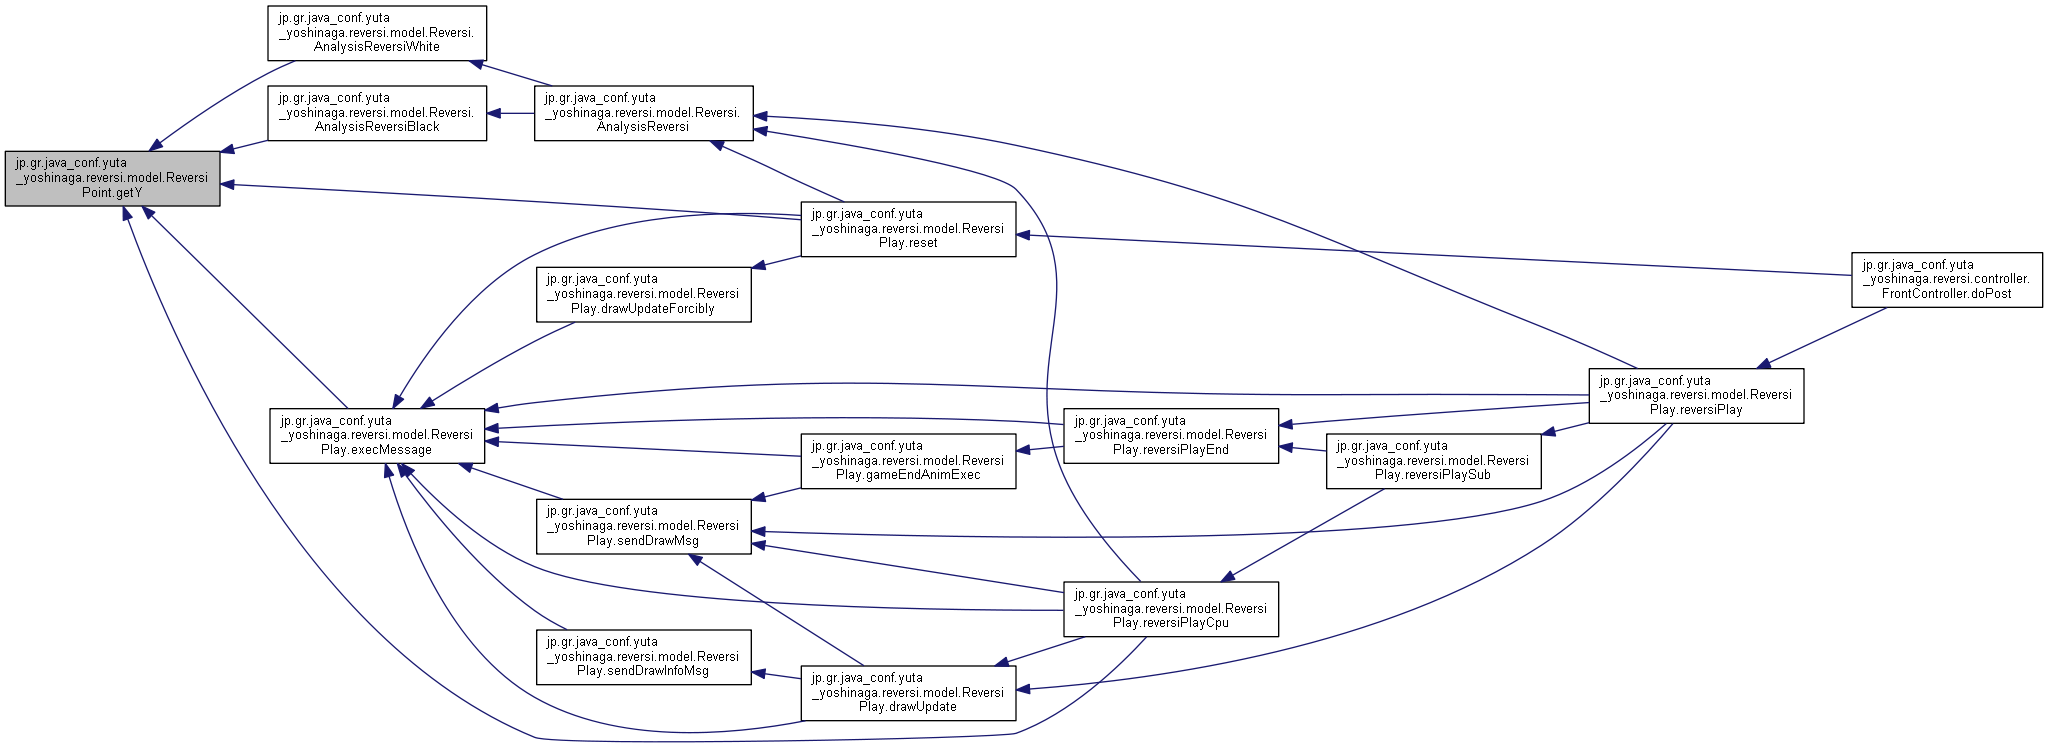 jp.gr.java_conf.yuta
_yoshinaga.reversi.model.Reversi.
AnalysisReversiWhite
jp.gr.java_conf.yuta
_yoshinaga.reversi.model.Reversi.
AnalysisReversiBlack
jp.gr.java_conf.yuta
_yoshinaga.reversi.model.Reversi.
AnalysisReversi
jp.gr.java_conf.yuta
_yoshinaga.reversi.model.Reversi
Point.getY
jp.gr.java_conf.yuta
_yoshinaga.reversi.model.Reversi
Play.reset
jp.gr.java_conf.yuta
_yoshinaga.reversi.controller.
FrontController.doPost
jp.gr.java_conf.yuta
_yoshinaga.reversi.model.Reversi
Play.drawUpdateForcibly
jp.gr.java_conf.yuta
_yoshinaga.reversi.model.Reversi
Play.reversiPlay
jp.gr.java_conf.yuta
_yoshinaga.reversi.model.Reversi
Play.execMessage
jp.gr.java_conf.yuta
_yoshinaga.reversi.model.Reversi
Play.reversiPlayEnd
jp.gr.java_conf.yuta
_yoshinaga.reversi.model.Reversi
Play.gameEndAnimExec
jp.gr.java_conf.yuta
_yoshinaga.reversi.model.Reversi
Play.reversiPlaySub
jp.gr.java_conf.yuta
_yoshinaga.reversi.model.Reversi
Play.sendDrawMsg
jp.gr.java_conf.yuta
_yoshinaga.reversi.model.Reversi
Play.reversiPlayCpu
jp.gr.java_conf.yuta
_yoshinaga.reversi.model.Reversi
Play.sendDrawInfoMsg
jp.gr.java_conf.yuta
_yoshinaga.reversi.model.Reversi
Play.drawUpdate